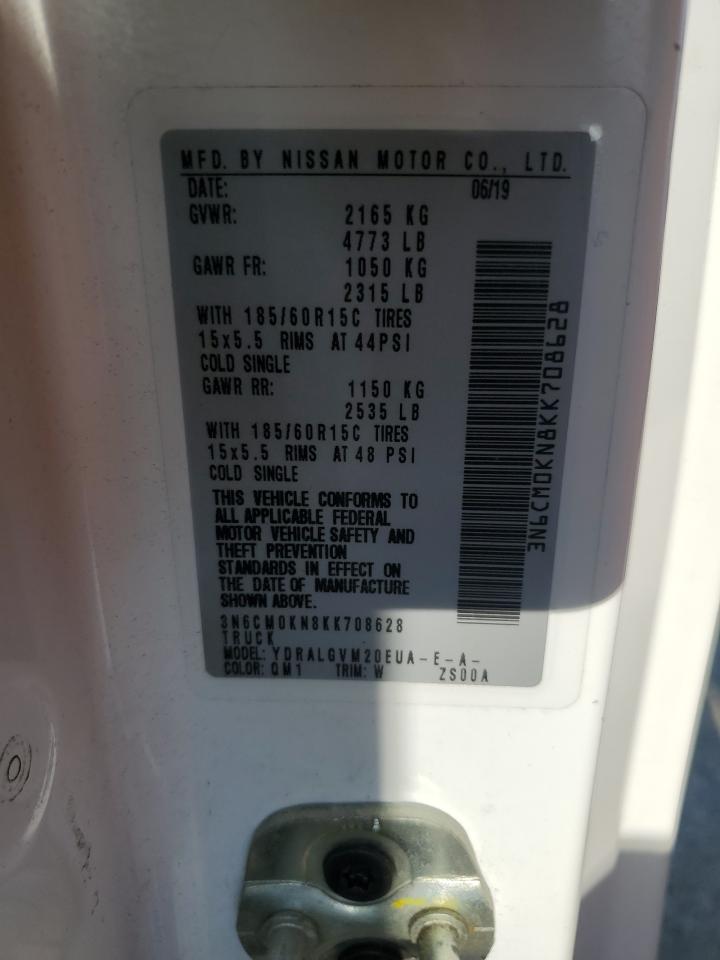 MFD. BY NISSAN MOTOR CO., LTD.
DATE: 06/19
GVWR: 2165 KG
4773 LB
GAWR FR: 1050 KG
2315 LB
WITH 185/60R15C TIRES
15x5.5 RIMS AT 44PSI
COLD SINGLE
GAWR RR: 1150 KG
2535 LB
WITH 185/60R15C TIRES
15x5.5 RIMS AT 48 PSI
COLD SINGLE
THIS VEHICLE CONFORMS TO
ALL APPLICABLE FEDERAL
MOTOR VEHICLE SAFETY AND
THEFT PREVENTION
STANDARDS IN EFFECT ON
THE DATE OF MANUFACTURE
SHOWN ABOVE.
3N6CM0KN8KK708628
TRUCK
MODEL: YDRALGVM20EUA-E-A-
COLOR: QM1 TRIM: W ZS00A
3N6CM0KN8KK708628